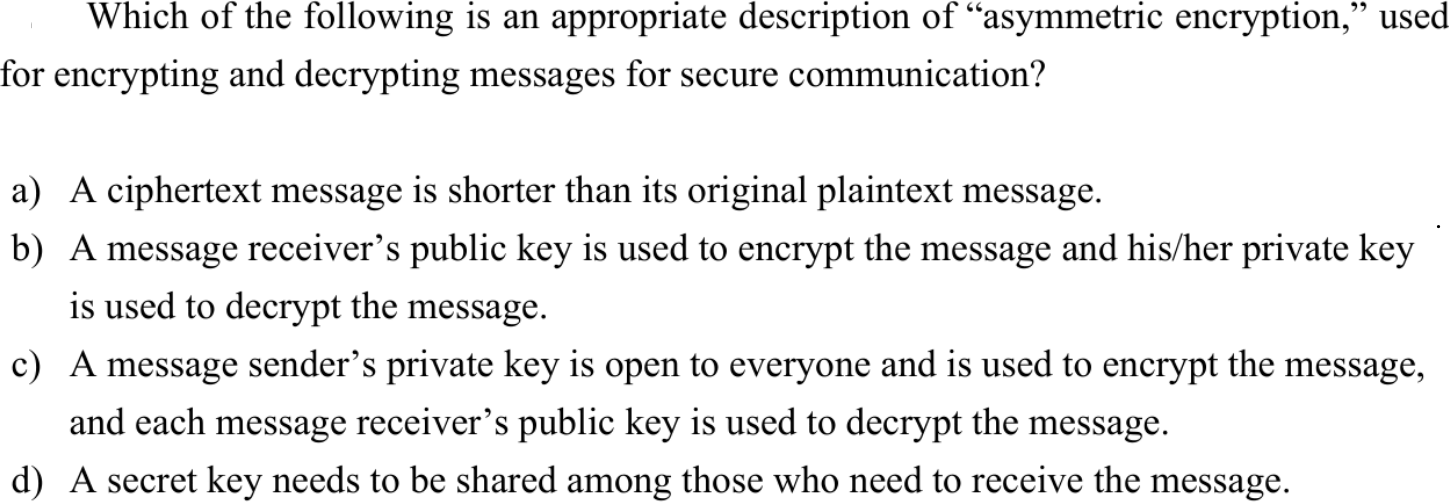 Which of the following is an appropriate description of “asymmetric encryption,” used
for encrypting and decrypting messages for secure communication?
a) A ciphertext message is shorter than its original plaintext message.
b) A message receiver’s public key is used to encrypt the message and his/her private key
is used to decrypt the message.
c) A message sender’s private key is open to everyone and is used to encrypt the message,
and each message receiver’s public key is used to decrypt the message.
d) A secret key needs to be shared among those who need to receive the message.